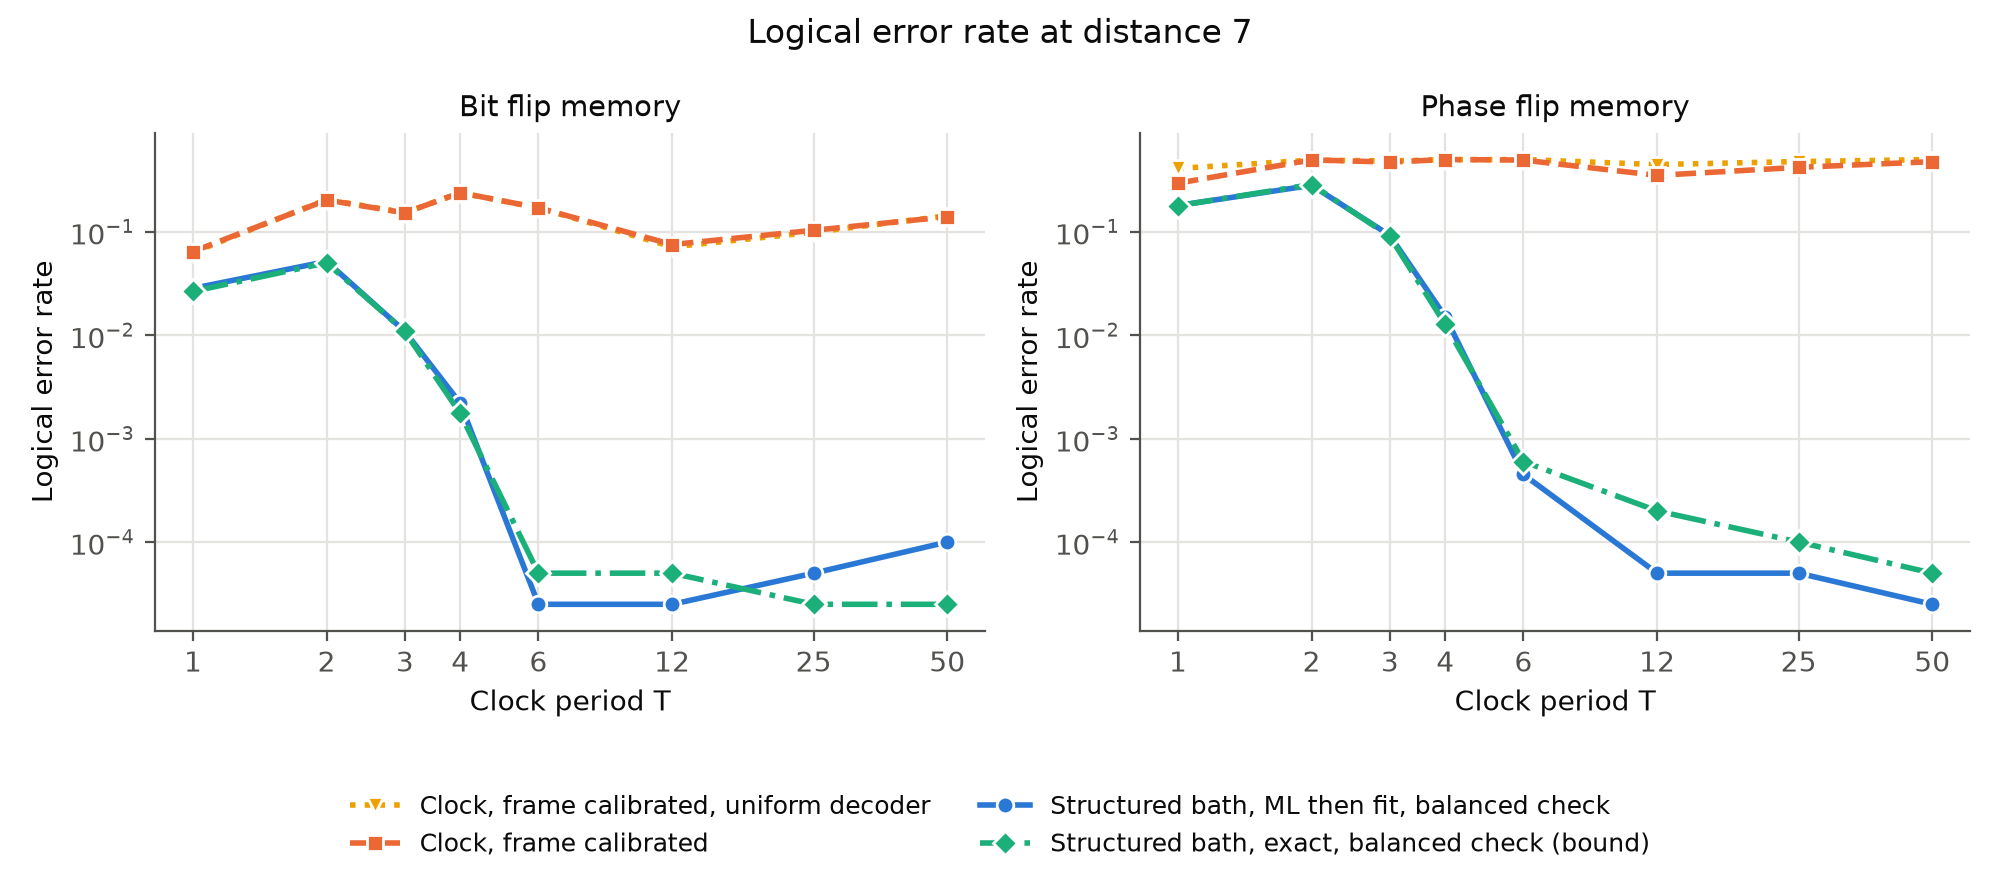 Logical error rate at distance 7
Bit flip memory
Logical error rate
10⁻¹
10⁻²
10⁻³
10⁻⁴
1 2 3 4 6 12 25 50
Clock period T
Phase flip memory
Logical error rate
10⁻¹
10⁻²
10⁻³
10⁻⁴
1 2 3 4 6 12 25 50
Clock period T
Clock, frame calibrated, uniform decoder
Clock, frame calibrated
Structured bath, ML then fit, balanced check
Structured bath, exact, balanced check (bound)